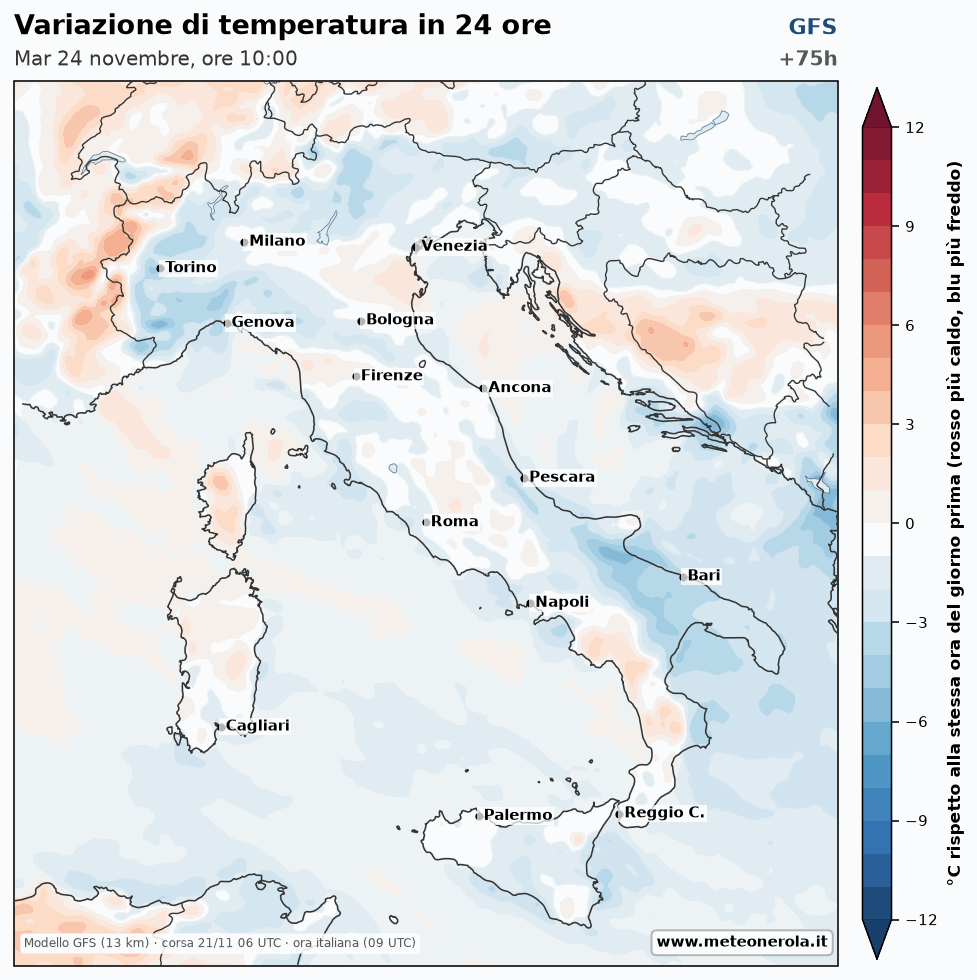 Variazione di temperatura in 24 ore
GFS
Mar 24 novembre, ore 10:00
+75h
Milano
Venezia
Torino
Genova
Bologna
Firenze
Ancona
Pescara
Roma
Bari
Napoli
Cagliari
Palermo
Reggio C.
12
9
6
3
0
−3
−6
−9
−12
°C rispetto alla stessa ora del giorno prima (rosso più caldo, blu più freddo)
Modello GFS (13 km) · corsa 21/11 06 UTC · ora italiana (09 UTC)
www.meteonerola.it